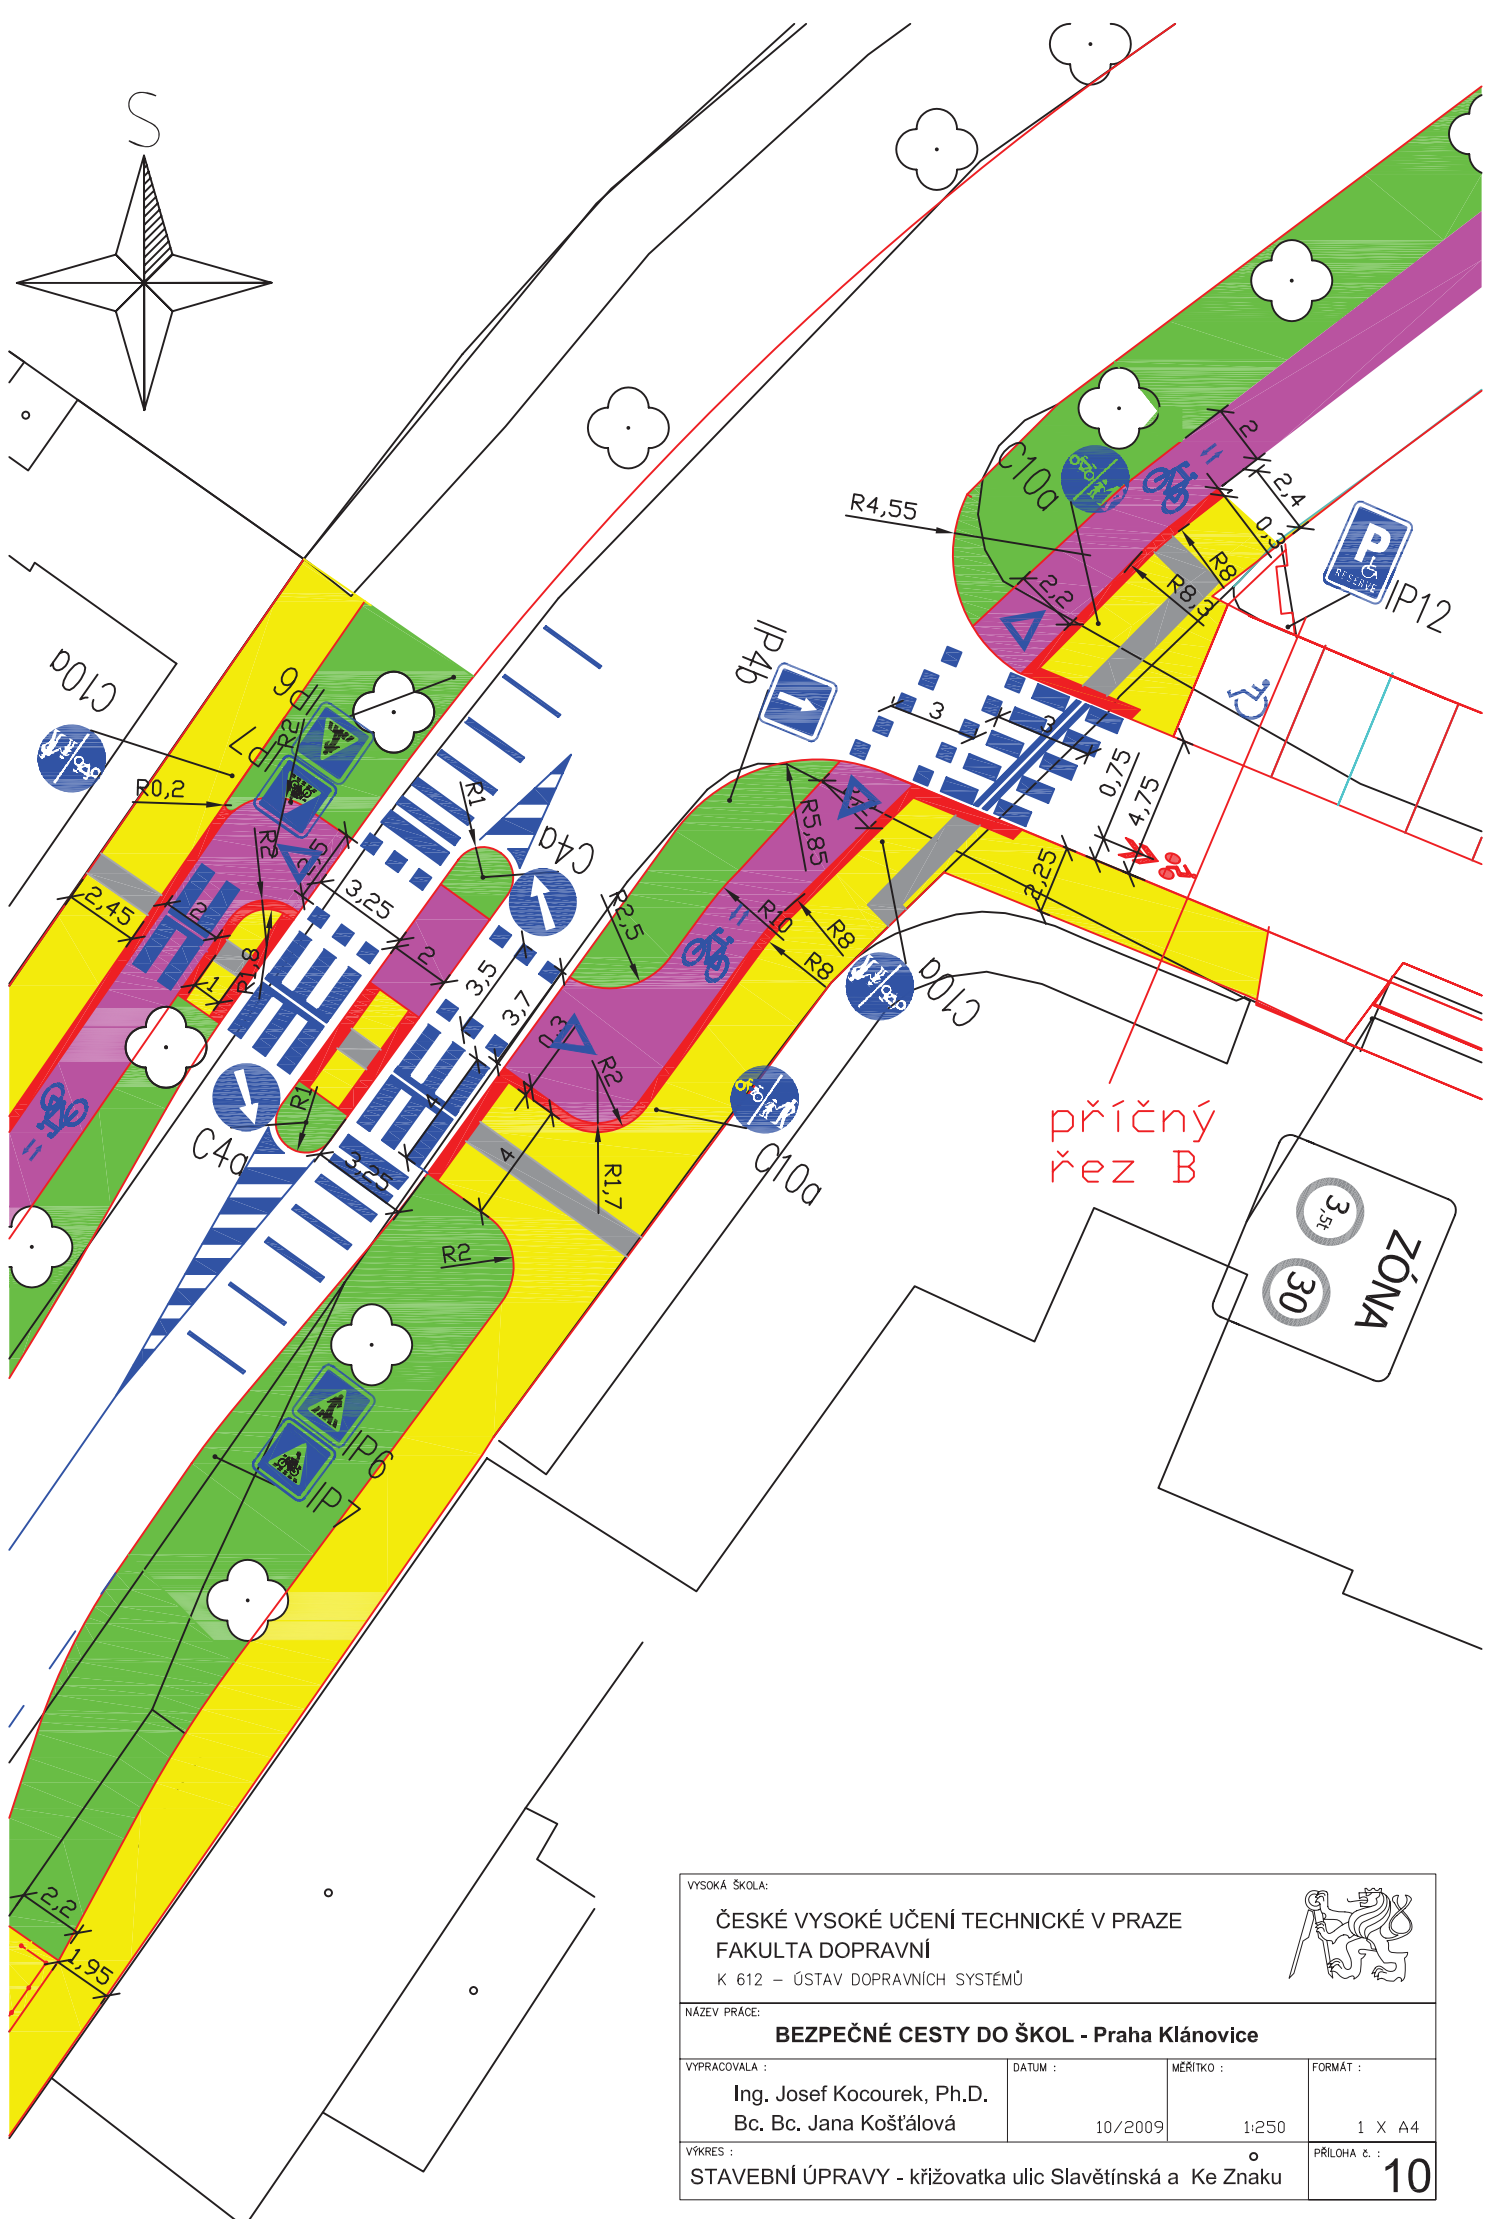 S
C10a
R4,55
2
2,4
0,3
R8
R8,3
2,2
P
RESERVÉ
IP12
IP4b
C10a
IP6
IP7
R2
R0,2
R2
2,5
R1
C4a
3
3
0,75
4,75
R5,85
2,25
3,25
2
2,45
2
R1,8
1
R2,5
R10
R8
R8
3,5
3,7
0,3
C10a
R2
C4a
R1
3,25
4
4
R1,7
C10a
R2
příčný
řez B
3,5t
30
ZÓNA
IP6
IP7
2,2
1,95
VYSOKÁ ŠKOLA:
ČESKÉ VYSOKÉ UČENÍ TECHNICKÉ V PRAZE
FAKULTA DOPRAVNÍ
K 612 – ÚSTAV DOPRAVNÍCH SYSTÉMŮ
NÁZEV PRÁCE:
BEZPEČNÉ CESTY DO ŠKOL - Praha Klánovice
VYPRACOVALA :
DATUM :
MĚŘÍTKO :
FORMÁT :
Ing. Josef Kocourek, Ph.D.
Bc. Bc. Jana Košťálová
10/2009
1:250
1 X A4
VÝKRES :
PŘÍLOHA č. :
STAVEBNÍ ÚPRAVY - křižovatka ulic Slavětínská a Ke Znaku
10